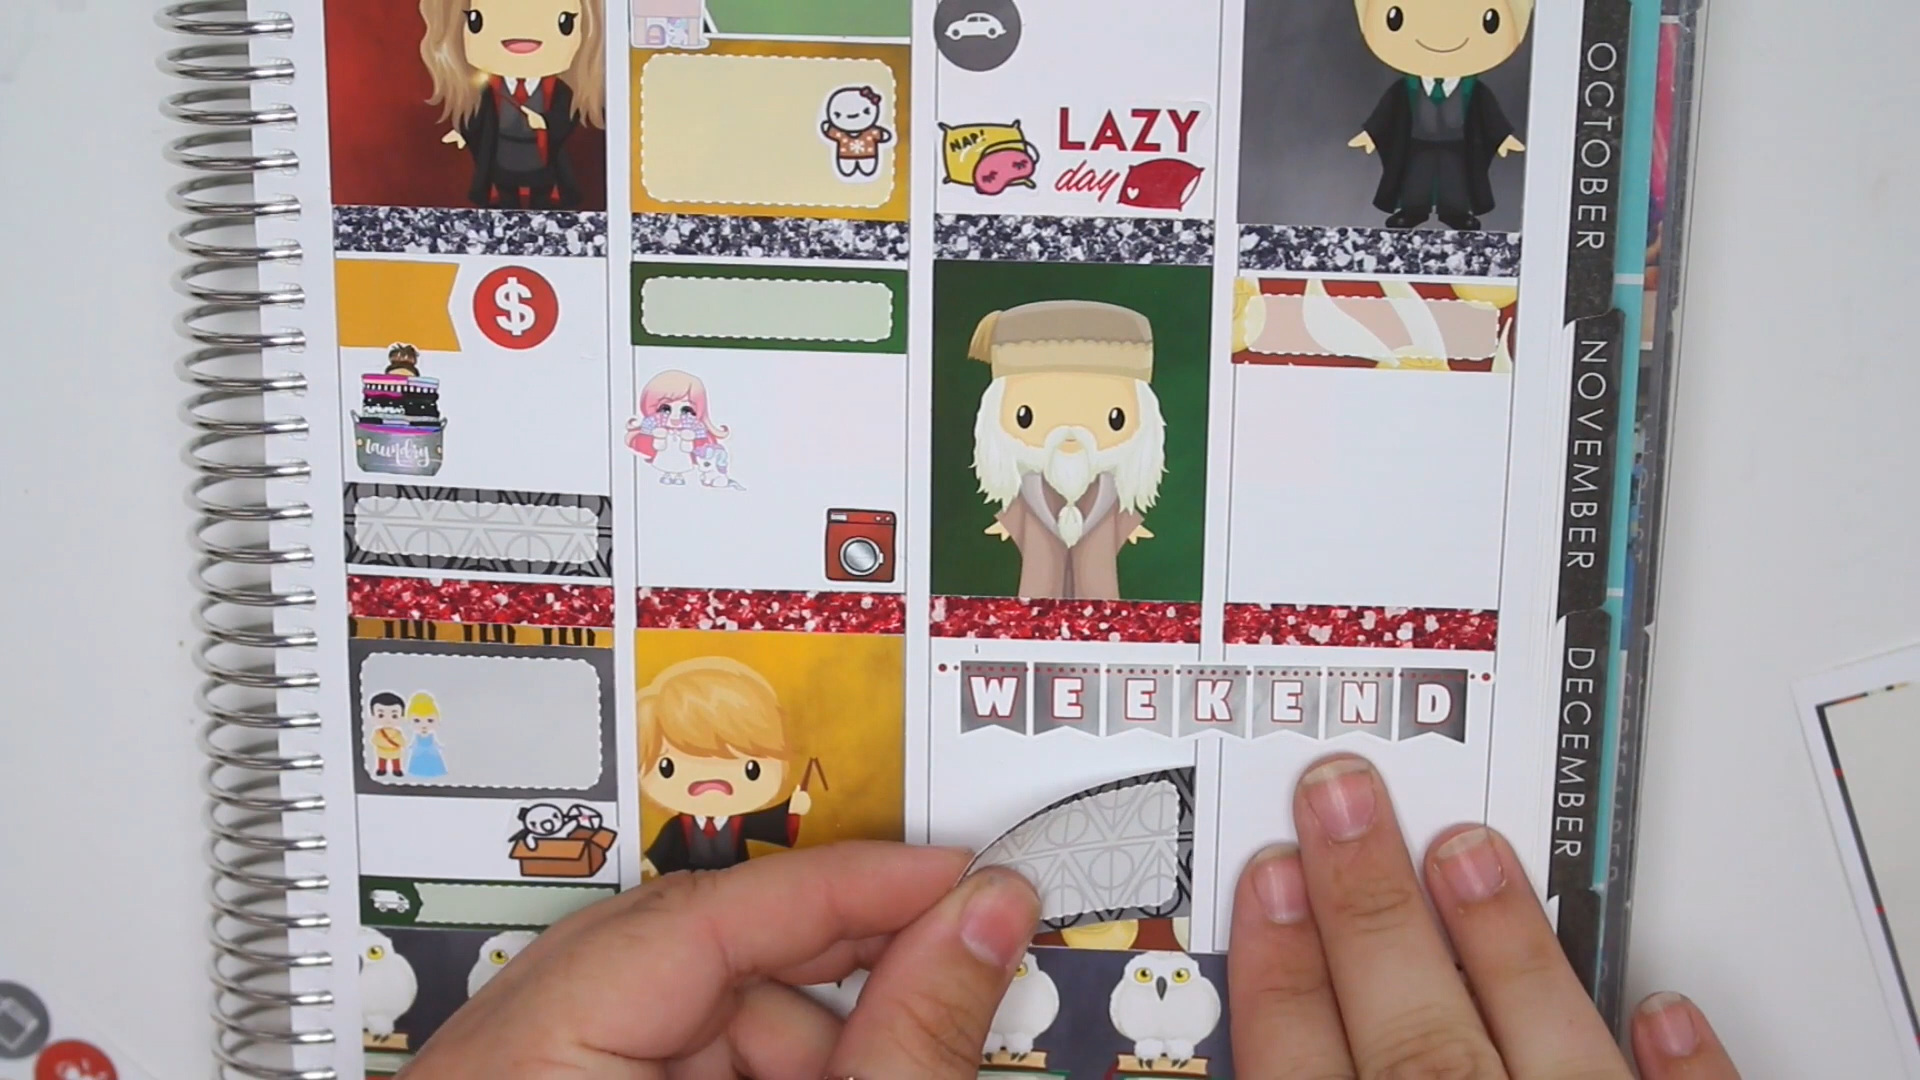 NAP!
LAZY
day
$
Laundry
WEEKEND
OCTOBER
NOVEMBER
DECEMBER